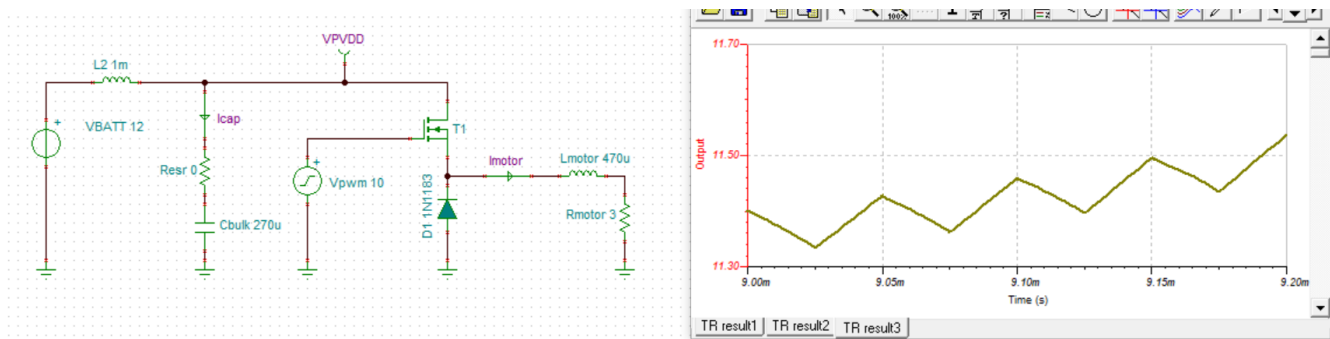 VPVDD
L2 1m
VBATT 12
Icap
T1
Resr 0
Vpwm 10
Imotor
Lmotor 470u
Cbulk 270u
D1 1N1183
Rmotor 3
100%
11.70
11.50
11.30
Output
9.00m
9.05m
9.10m
9.15m
9.20m
Time (s)
TR result1
TR result2
TR result3